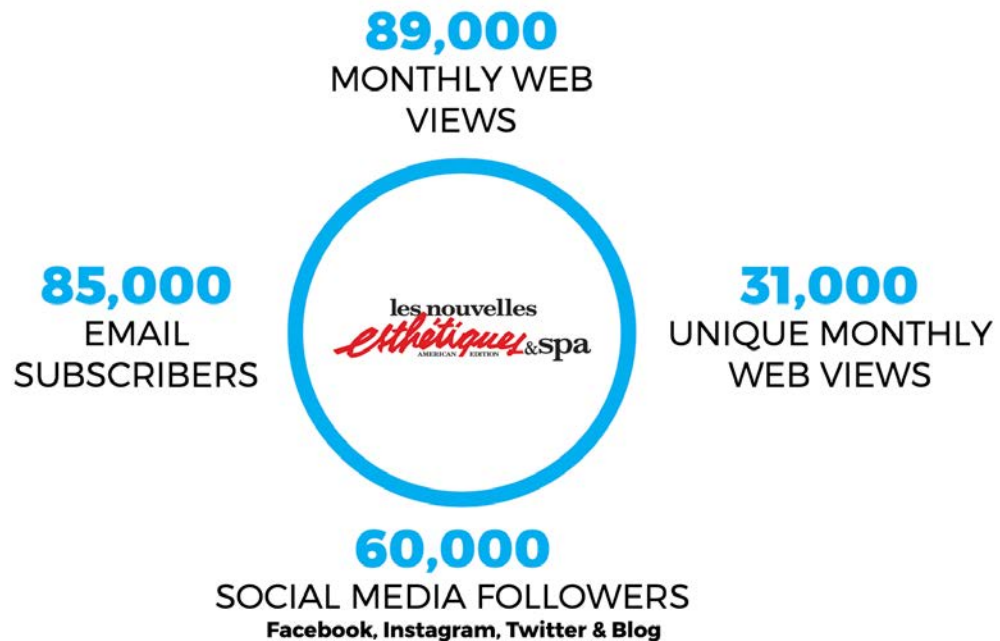 89,000
MONTHLY WEB
VIEWS
85,000
EMAIL
SUBSCRIBERS
les nouvelles
esthétiques &spa
AMERICAN EDITION
31,000
UNIQUE MONTHLY
WEB VIEWS
60,000
SOCIAL MEDIA FOLLOWERS
Facebook, Instagram, Twitter & Blog